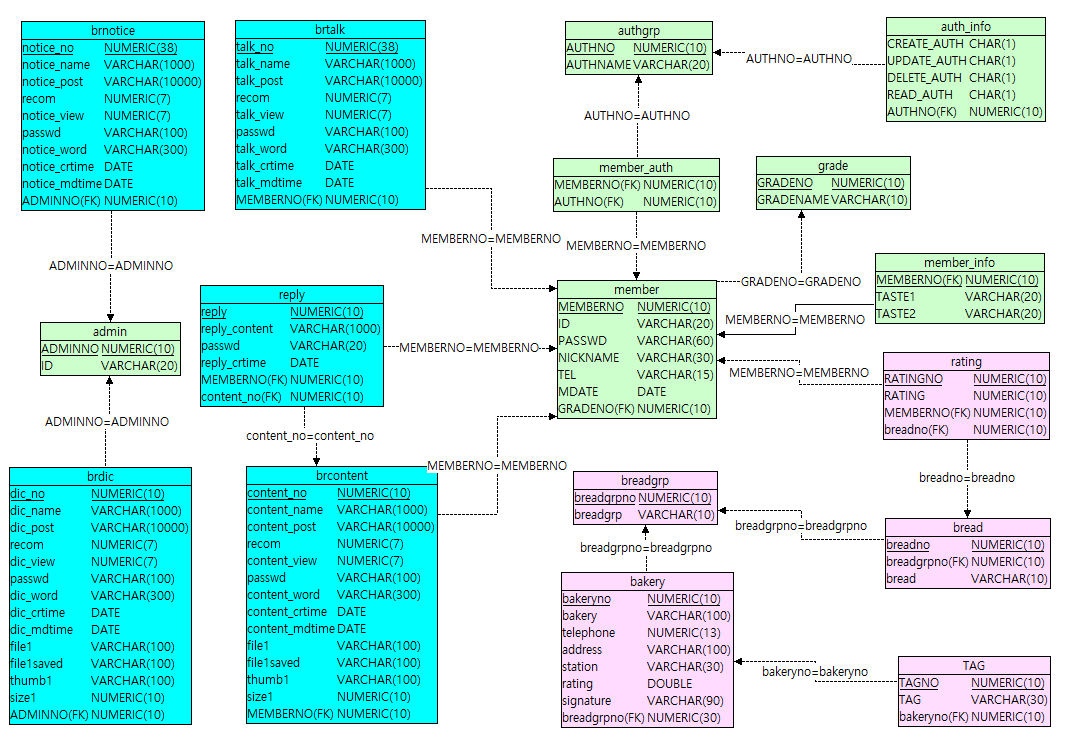 brnotice
notice_no NUMERIC(38)
notice_name VARCHAR(1000)
notice_post VARCHAR(10000)
recom NUMERIC(7)
notice_view NUMERIC(7)
passwd VARCHAR(100)
notice_word VARCHAR(300)
notice_crtime DATE
notice_mdtime DATE
ADMINNO(FK) NUMERIC(10)
brtalk
talk_no NUMERIC(38)
talk_name VARCHAR(1000)
talk_post VARCHAR(10000)
recom NUMERIC(7)
talk_view NUMERIC(7)
passwd VARCHAR(100)
talk_word VARCHAR(300)
talk_crtime DATE
talk_mdtime DATE
MEMBERNO(FK) NUMERIC(10)
authgrp
AUTHNO NUMERIC(10)
AUTHNAME VARCHAR(20)
AUTHNO=AUTHNO
auth_info
CREATE_AUTH CHAR(1)
UPDATE_AUTH CHAR(1)
DELETE_AUTH CHAR(1)
READ_AUTH CHAR(1)
AUTHNO(FK) NUMERIC(10)
AUTHNO=AUTHNO
member_auth
MEMBERNO(FK) NUMERIC(10)
AUTHNO(FK) NUMERIC(10)
grade
GRADENO NUMERIC(10)
GRADENAME VARCHAR(10)
ADMINNO=ADMINNO
MEMBERNO=MEMBERNO
MEMBERNO=MEMBERNO
GRADENO=GRADENO
member_info
MEMBERNO(FK) NUMERIC(10)
TASTE1 VARCHAR(20)
TASTE2 VARCHAR(20)
MEMBERNO=MEMBERNO
admin
ADMINNO NUMERIC(10)
ID VARCHAR(20)
reply
reply NUMERIC(10)
reply_content VARCHAR(1000)
passwd VARCHAR(20)
reply_crtime DATE
MEMBERNO(FK) NUMERIC(10)
content_no(FK) NUMERIC(10)
MEMBERNO=MEMBERNO
member
MEMBERNO NUMERIC(10)
ID VARCHAR(20)
PASSWD VARCHAR(60)
NICKNAME VARCHAR(30)
TEL VARCHAR(15)
MDATE DATE
GRADENO(FK) NUMERIC(10)
MEMBERNO=MEMBERNO
rating
RATINGNO NUMERIC(10)
RATING NUMERIC(10)
MEMBERNO(FK) NUMERIC(10)
breadno(FK) NUMERIC(10)
ADMINNO=ADMINNO
content_no=content_no
MEMBERNO=MEMBERNO
breadno=breadno
brdic
dic_no NUMERIC(10)
dic_name VARCHAR(1000)
dic_post VARCHAR(10000)
recom NUMERIC(7)
dic_view NUMERIC(7)
passwd VARCHAR(100)
dic_word VARCHAR(300)
dic_crtime DATE
dic_mdtime DATE
file1 VARCHAR(100)
file1saved VARCHAR(100)
thumb1 VARCHAR(100)
size1 NUMERIC(10)
ADMINNO(FK) NUMERIC(10)
brcontent
content_no NUMERIC(10)
content_name VARCHAR(1000)
content_post VARCHAR(10000)
recom NUMERIC(7)
content_view NUMERIC(7)
passwd VARCHAR(100)
content_word VARCHAR(300)
content_crtime DATE
content_mdtime DATE
file1 VARCHAR(100)
file1saved VARCHAR(100)
thumb1 VARCHAR(100)
size1 NUMERIC(10)
MEMBERNO(FK) NUMERIC(10)
breadgrp
breadgrpno NUMERIC(10)
breadgrp VARCHAR(10)
breadgrpno=breadgrpno
breadgrpno=breadgrpno
bread
breadno NUMERIC(10)
breadgrpno(FK) NUMERIC(10)
bread VARCHAR(10)
bakery
bakeryno NUMERIC(10)
bakery VARCHAR(100)
telephone NUMERIC(13)
address VARCHAR(100)
station VARCHAR(30)
rating DOUBLE
signature VARCHAR(90)
breadgrpno(FK) NUMERIC(30)
bakeryno=bakeryno
TAG
TAGNO NUMERIC(10)
TAG VARCHAR(30)
bakeryno(FK) NUMERIC(10)